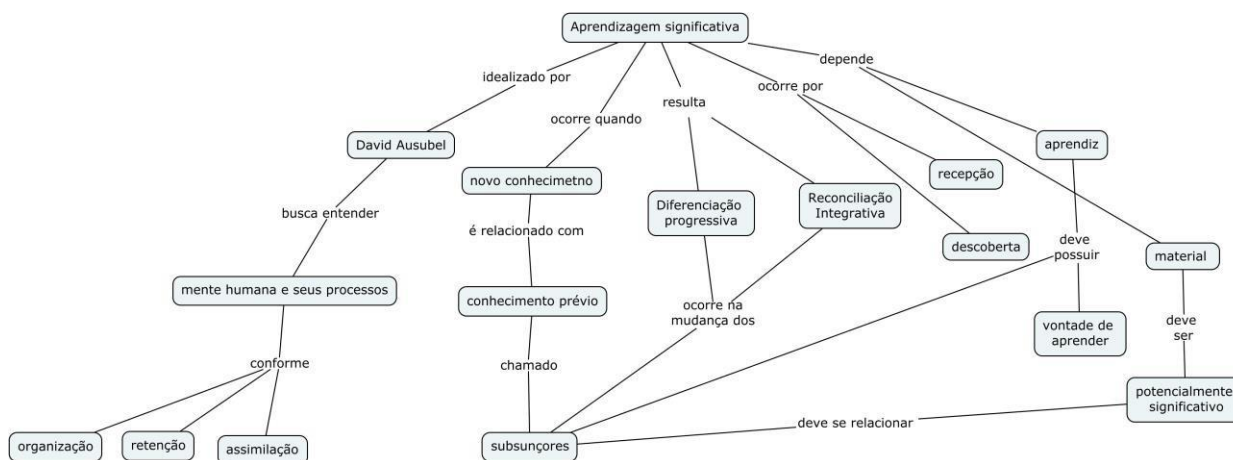 Aprendizagem significativa
idealizado por
ocorre quando
resulta
ocorre por
depende
David Ausubel
novo conhecimetno
Diferenciação
progressiva
Reconciliação
Integrativa
recepção
aprendiz
busca entender
é relacionado com
descoberta
deve
possuir
material
mente humana e seus processos
conhecimento prévio
ocorre na
mudança dos
vontade de
aprender
deve
ser
conforme
chamado
potencialmente
significativo
organização
retenção
assimilação
subsunçores
deve se relacionar